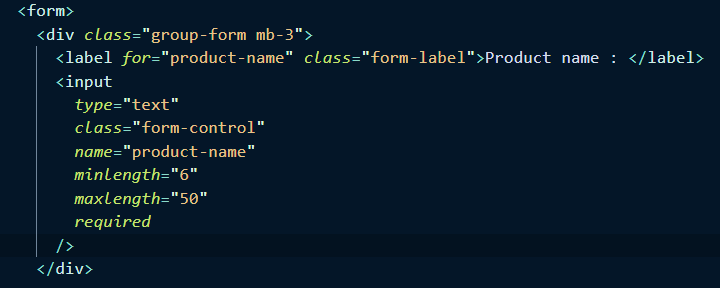 <form>
<div class="group-form mb-3">
<label for="product-name" class="form-label">Product name : </label>
<input
type="text"
class="form-control"
name="product-name"
minlength="6"
maxlength="50"
required
/>
</div>